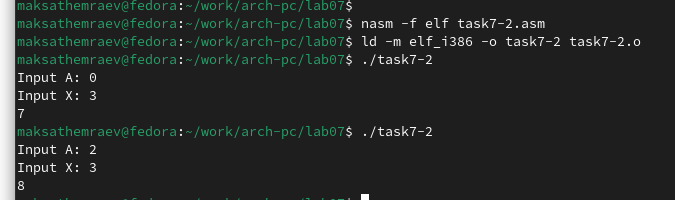 maksathemraev@fedora:~/work/arch-pc/lab07$
maksathemraev@fedora:~/work/arch-pc/lab07$ nasm -f elf task7-2.asm
maksathemraev@fedora:~/work/arch-pc/lab07$ ld -m elf_i386 -o task7-2 task7-2.o
maksathemraev@fedora:~/work/arch-pc/lab07$ ./task7-2
Input A: 0
Input X: 3
7
maksathemraev@fedora:~/work/arch-pc/lab07$ ./task7-2
Input A: 2
Input X: 3
8